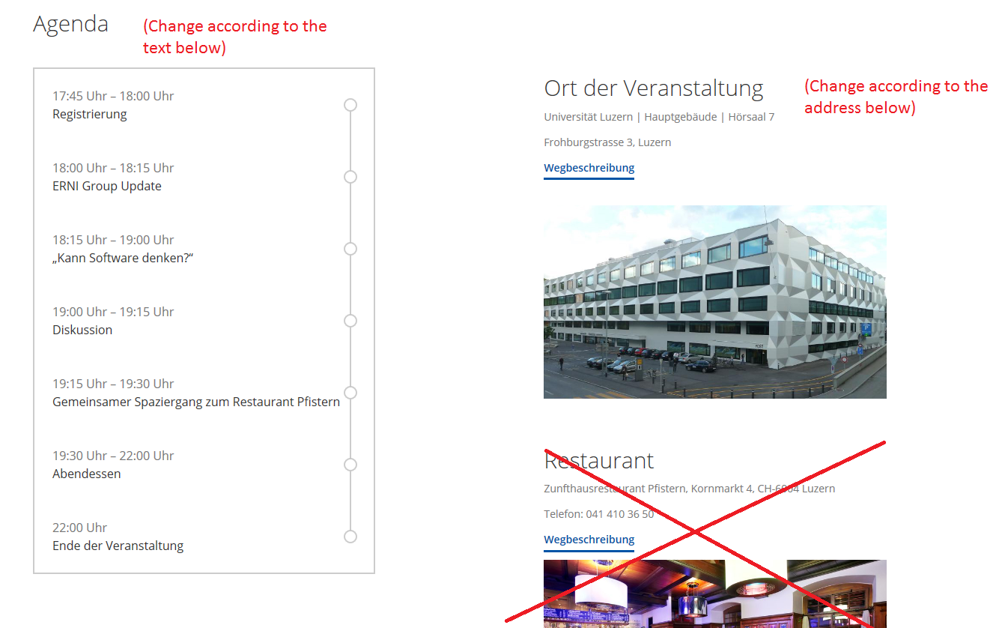 Agenda
(Change according to the
text below)
17:45 Uhr – 18:00 Uhr
Registrierung
18:00 Uhr – 18:15 Uhr
ERNI Group Update
18:15 Uhr – 19:00 Uhr
„Kann Software denken?“
19:00 Uhr – 19:15 Uhr
Diskussion
19:15 Uhr – 19:30 Uhr
Gemeinsamer Spaziergang zum Restaurant Pfistern
19:30 Uhr – 22:00 Uhr
Abendessen
22:00 Uhr
Ende der Veranstaltung
Ort der Veranstaltung
(Change according to the
address below)
Universität Luzern | Hauptgebäude | Hörsaal 7
Frohburgstrasse 3, Luzern
Wegbeschreibung
POST
Restaurant
Zunfthausrestaurant Pfistern, Kornmarkt 4, CH-6004 Luzern
Telefon: 041 410 36 50
Wegbeschreibung